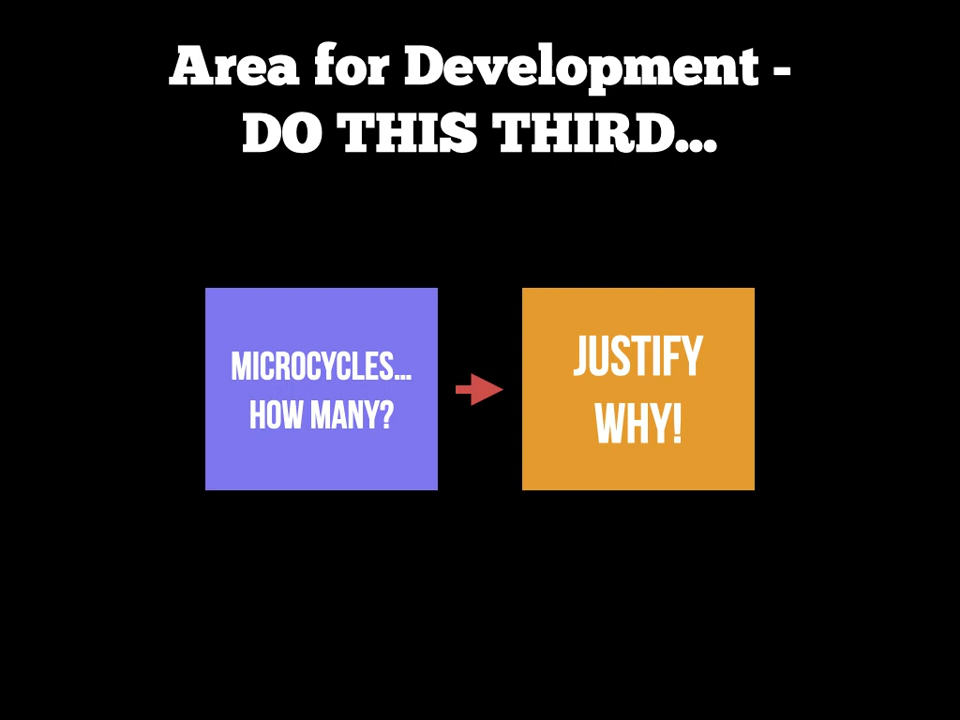 Area for Development -
DO THIS THIRD...
MICROCYCLES...
HOW MANY?
JUSTIFY
WHY!